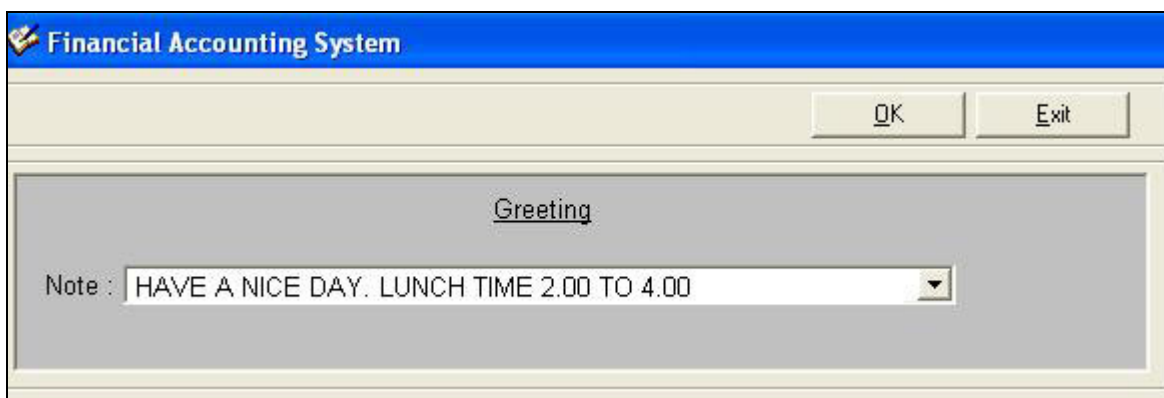 Financial Accounting System
OK Exit
Greeting
Note : HAVE A NICE DAY. LUNCH TIME 2.00 TO 4.00